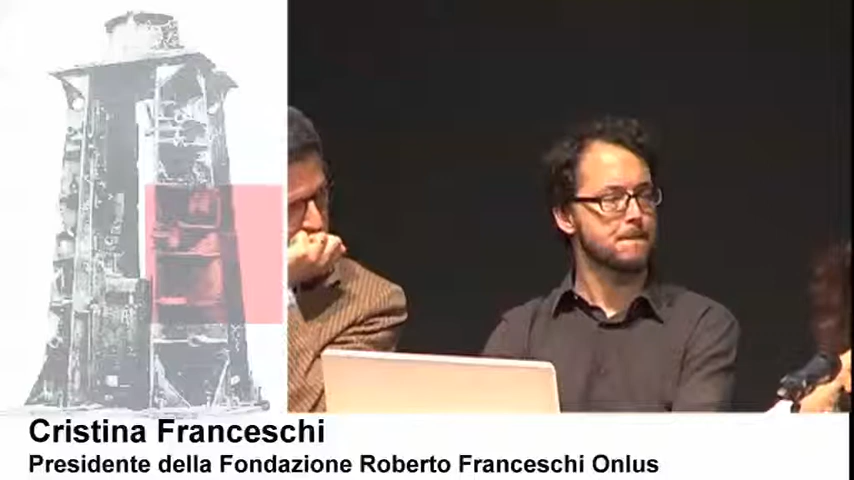 Cristina Franceschi
Presidente della Fondazione Roberto Franceschi Onlus